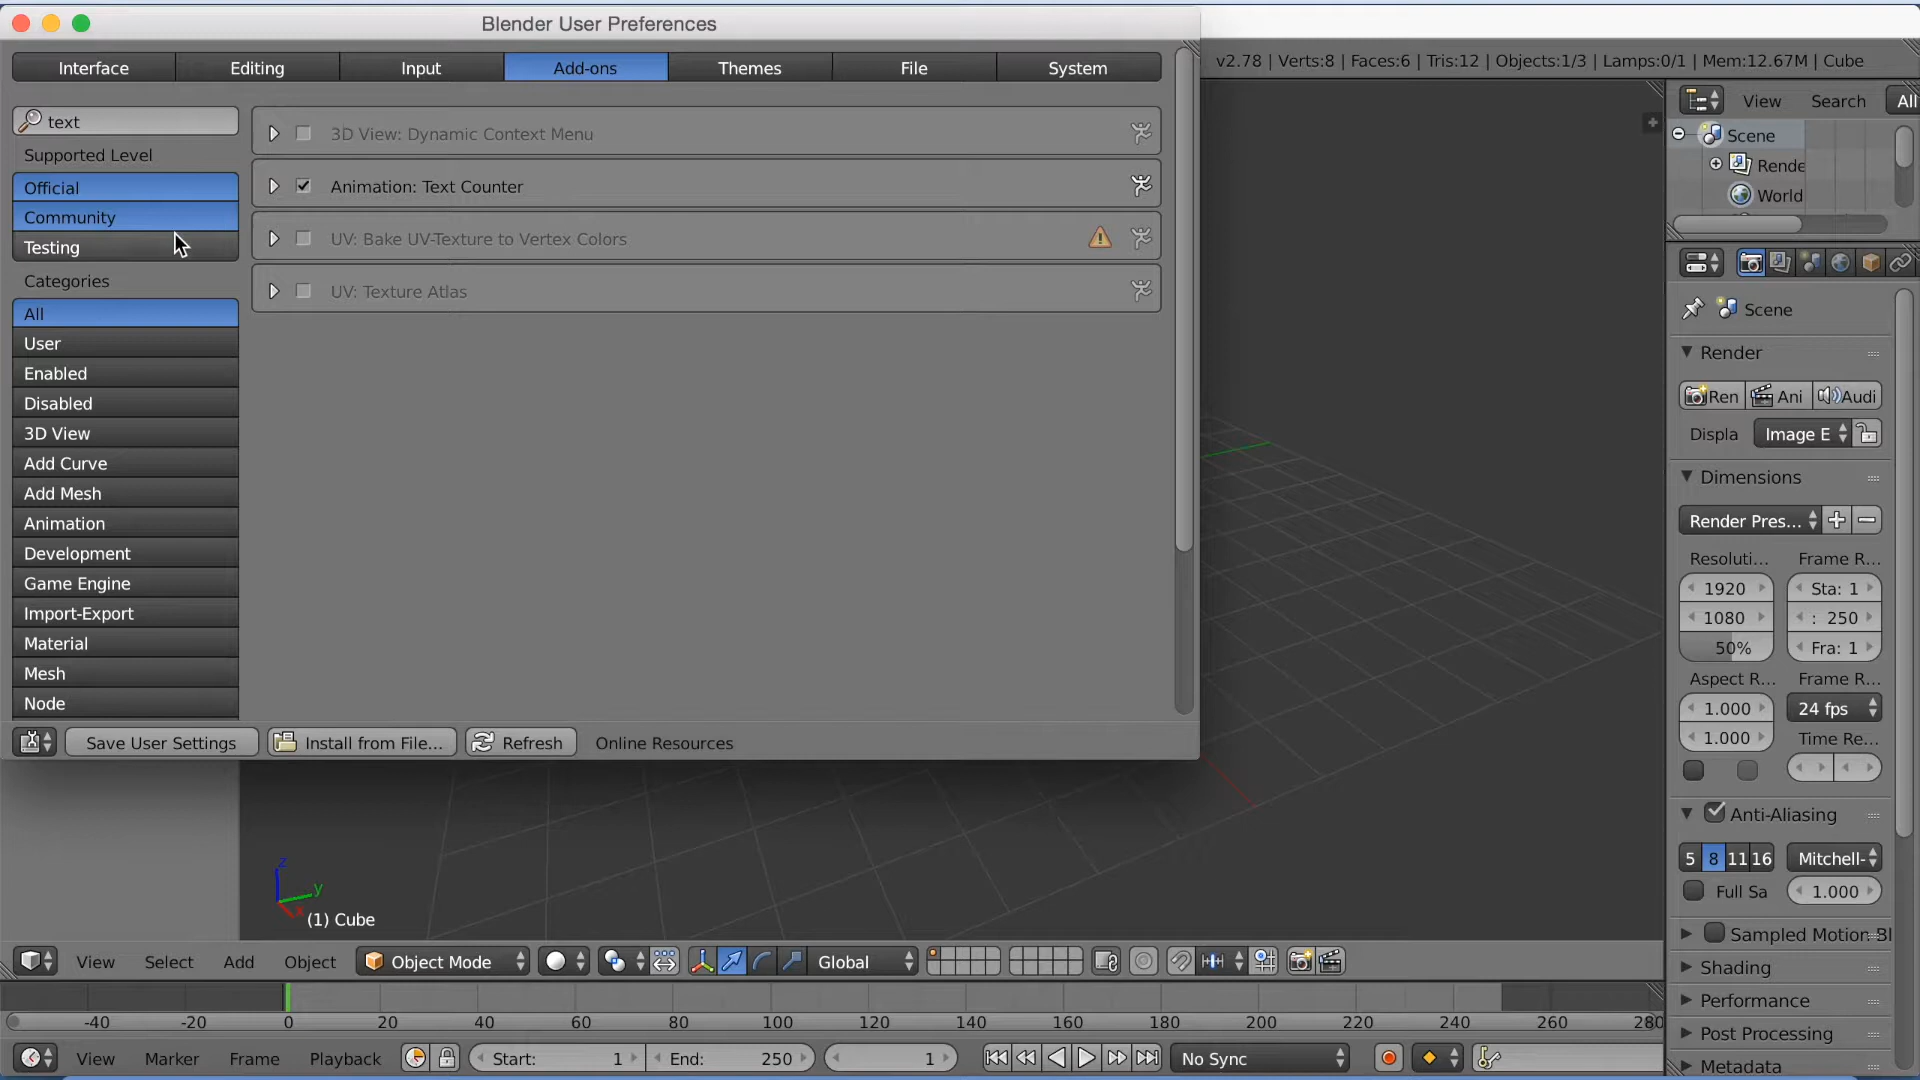 Blender User Preferences
Interface
Editing
Input
Add-ons
Themes
File
System
v2.78 | Verts:8 | Faces:6 | Tris:12 | Objects:1/3 | Lamps:0/1 | Mem:12.67M | Cube
text
Supported Level
Official
Community
Testing
Categories
All
User
Enabled
Disabled
3D View
Add Curve
Add Mesh
Animation
Development
Game Engine
Import-Export
Material
Mesh
Node
3D View: Dynamic Context Menu
Animation: Text Counter
UV: Bake UV-Texture to Vertex Colors
UV: Texture Atlas
Save User Settings
Install from File...
Refresh
Online Resources
View
Search
All
Scene
Rende
World
Scene
Render
Ren
Ani
Audi
Displa
Image E
Dimensions
Render Pres...
Resoluti...
Frame R...
1920
Sta: 1
1080
: 250
50%
Fra: 1
Aspect R...
Frame R...
1.000
24 fps
1.000
Time Re...
Anti-Aliasing
5
8
11
16
Mitchell-
Full Sa
1.000
Sampled Motion Bl
Shading
Performance
Post Processing
Metadata
z
y
x
(1) Cube
View
Select
Add
Object
Object Mode
Global
-40
-20
0
20
40
60
80
100
120
140
160
180
200
220
240
260
280
View
Marker
Frame
Playback
Start: 1
End: 250
1
No Sync